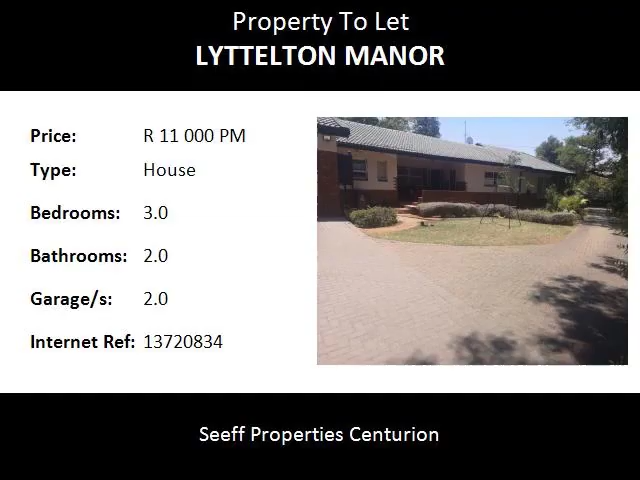 Property To Let
LYTTELTON MANOR
Price: R 11 000 PM
Type: House
Bedrooms: 3.0
Bathrooms: 2.0
Garage/s: 2.0
Internet Ref: 13720834
Seeff Properties Centurion